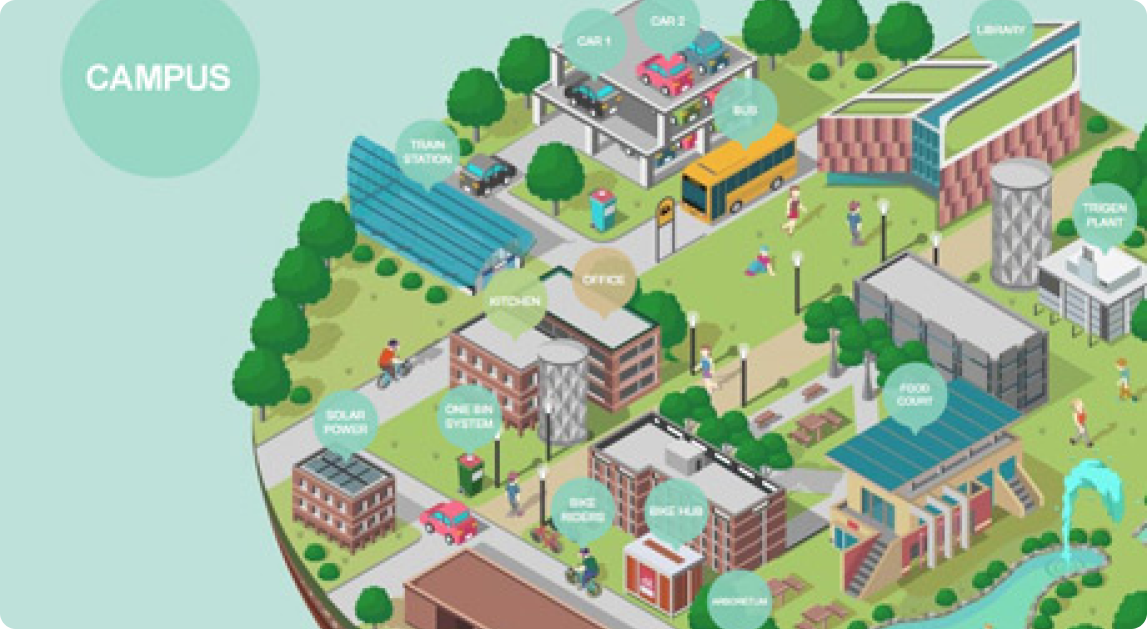 CAMPUS
CAR 1
CAR 2
LIBRARY
BUS
TRAIN
STATION
TRIGEN
PLANT
OFFICE
KITCHEN
FOOD
COURT
SOLAR
POWER
ONE BIN
SYSTEM
BIKE
RIDERS
BIKE HUB
ARBORETUM